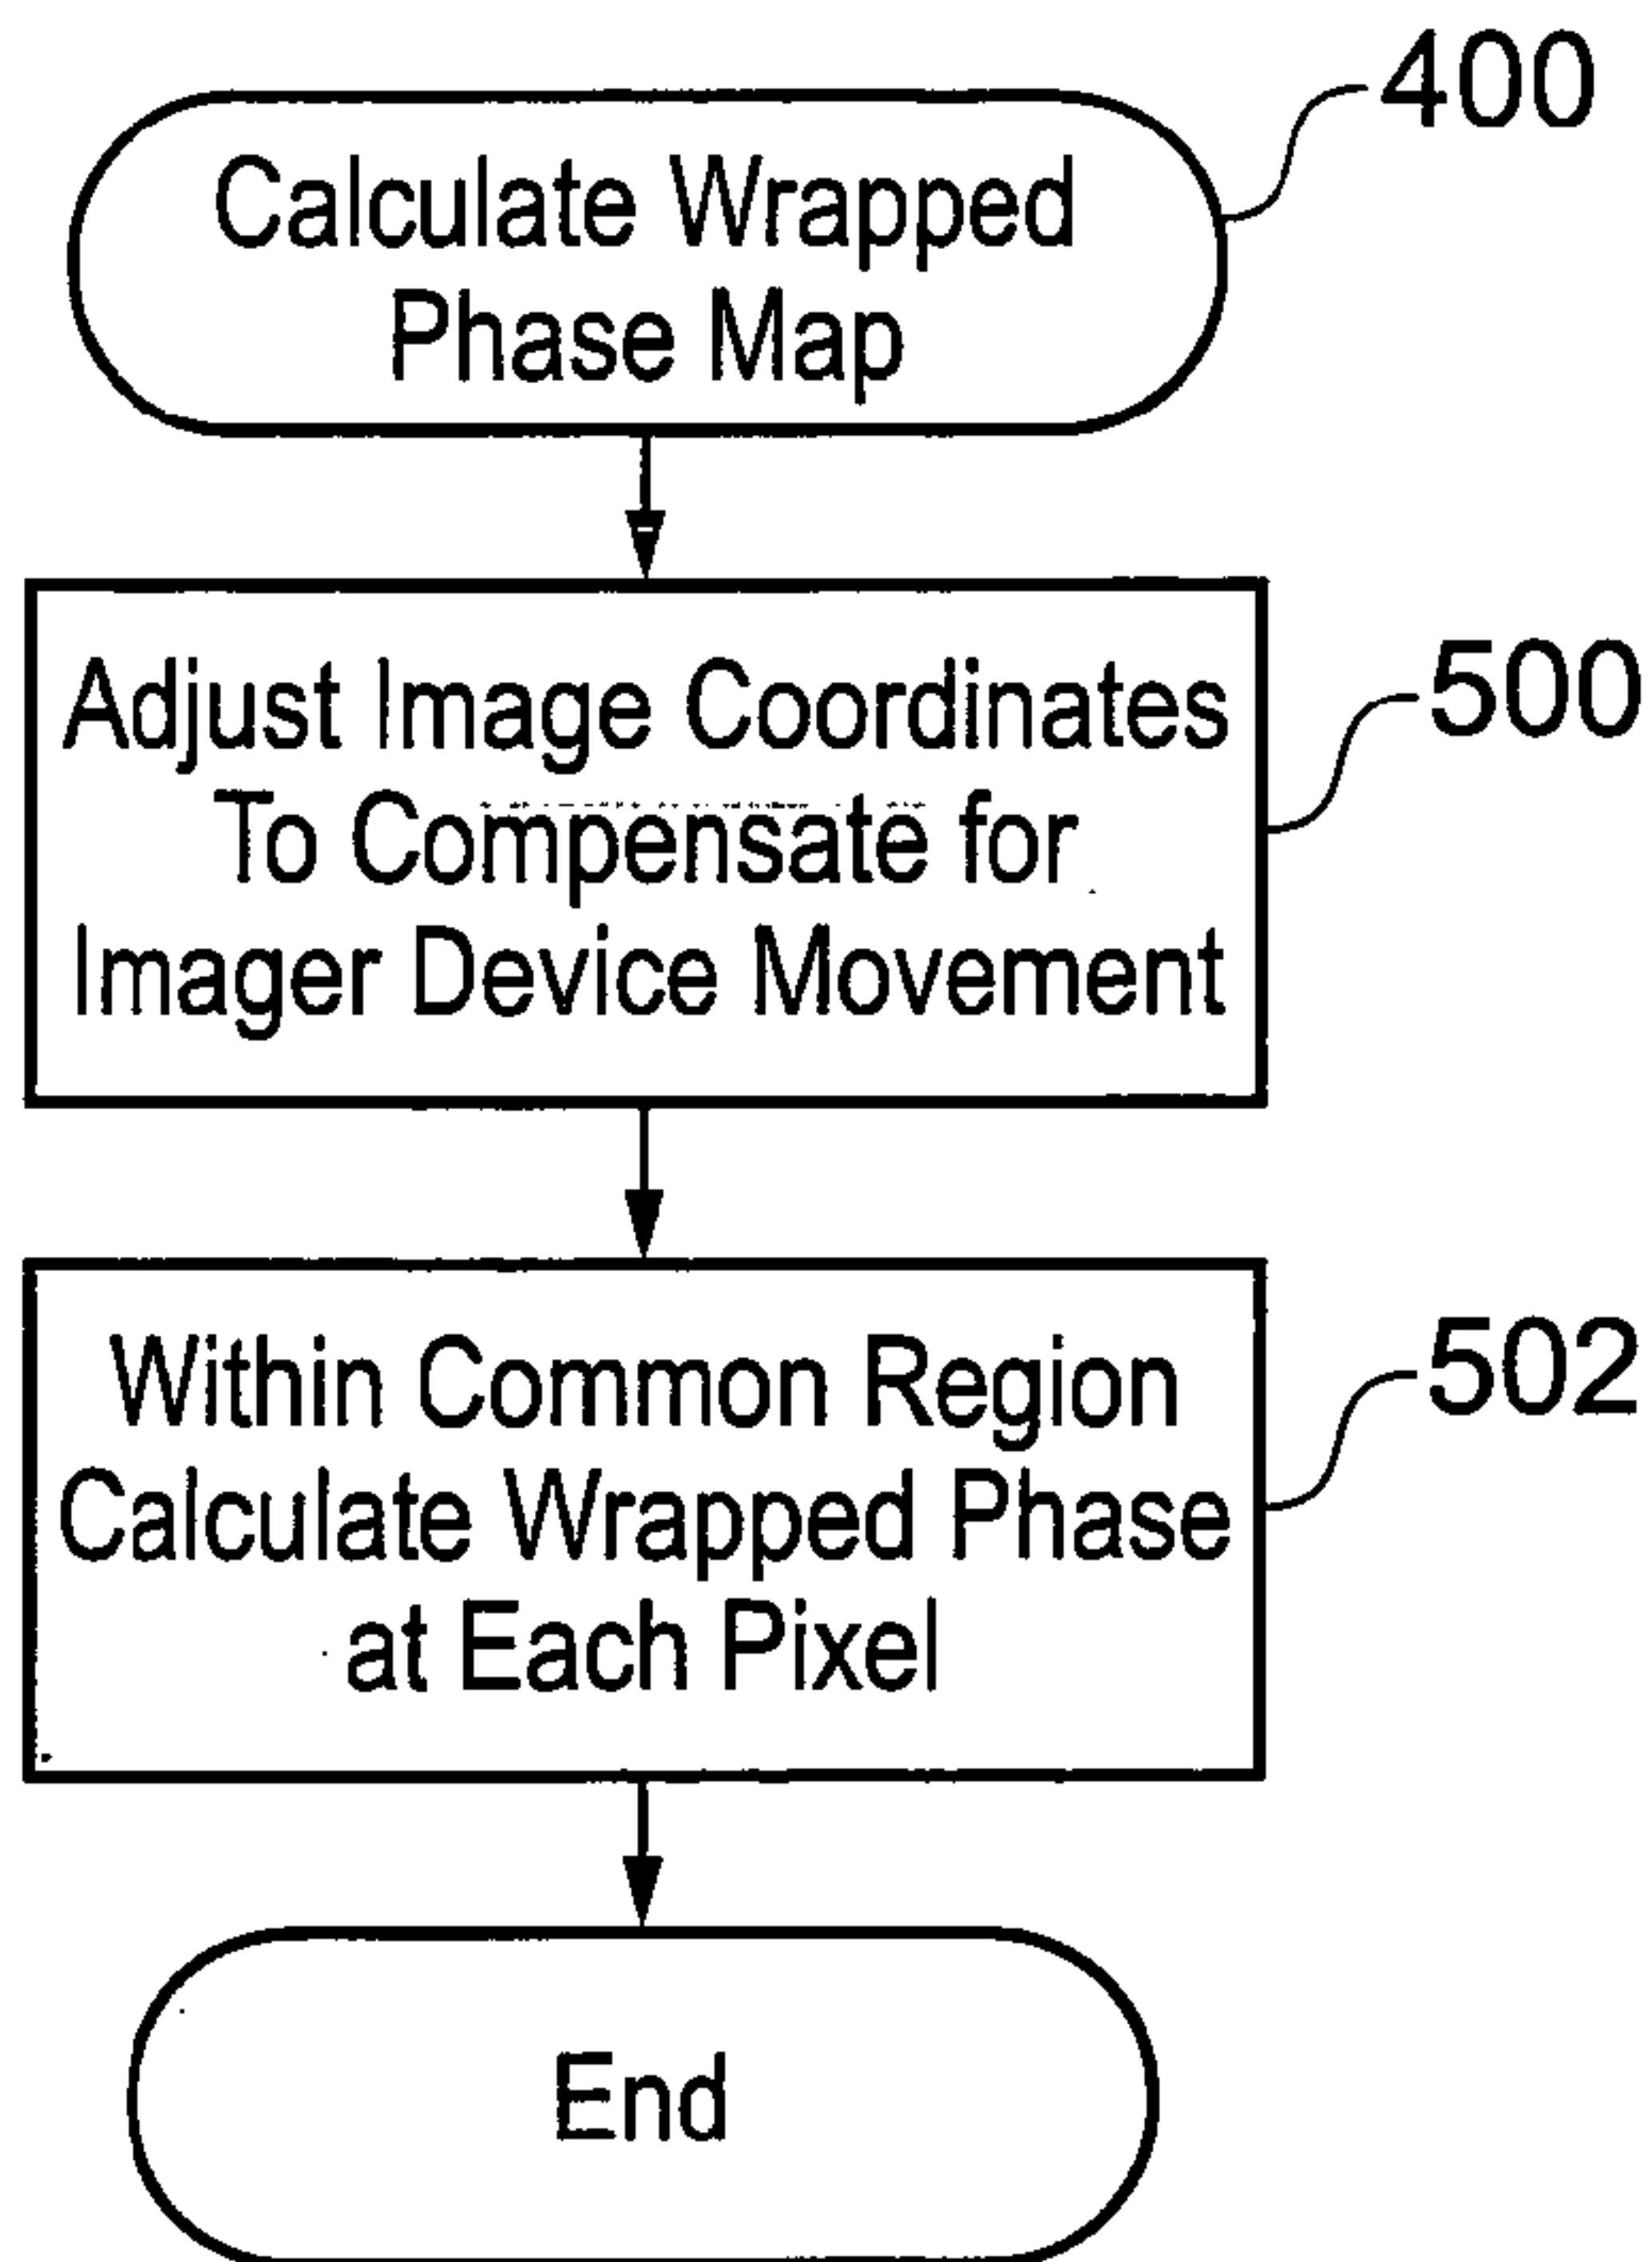 400
Calculate Wrapped
Phase Map
Adjust Image Coordinates
To Compensate for
Imager Device Movement
500
Within Common Region
Calculate Wrapped Phase
at Each Pixel
502
End